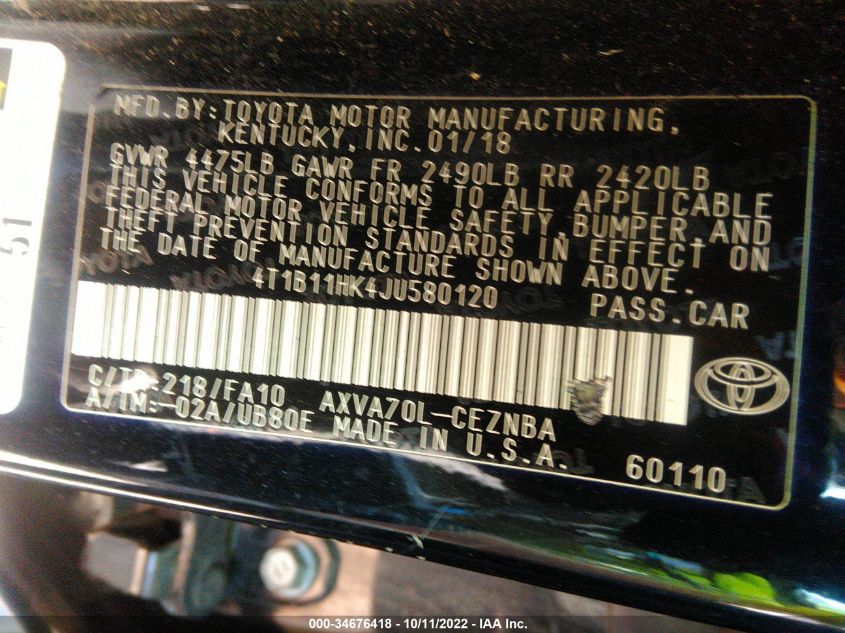 MFD.BY:TOYOTA MOTOR MANUFACTURING,
KENTUCKY,INC.01/18
GVWR 4475LB GAWR FR 2490LB RR 2420LB
THIS VEHICLE CONFORMS TO ALL APPLICABLE
FEDERAL MOTOR VEHICLE SAFETY,BUMPER,AND
THEFT PREVENTION STANDARDS IN EFFECT ON
THE DATE OF MANUFACTURE SHOWN ABOVE.
4T1B11HK4JU580120 PASS.CAR
C/TR:218/FA10 AXVA70L-CEZNBA
A/TM:-02A/UB80E MADE IN U.S.A.
60110
51
000-34676418 - 10/11/2022 - IAA Inc.